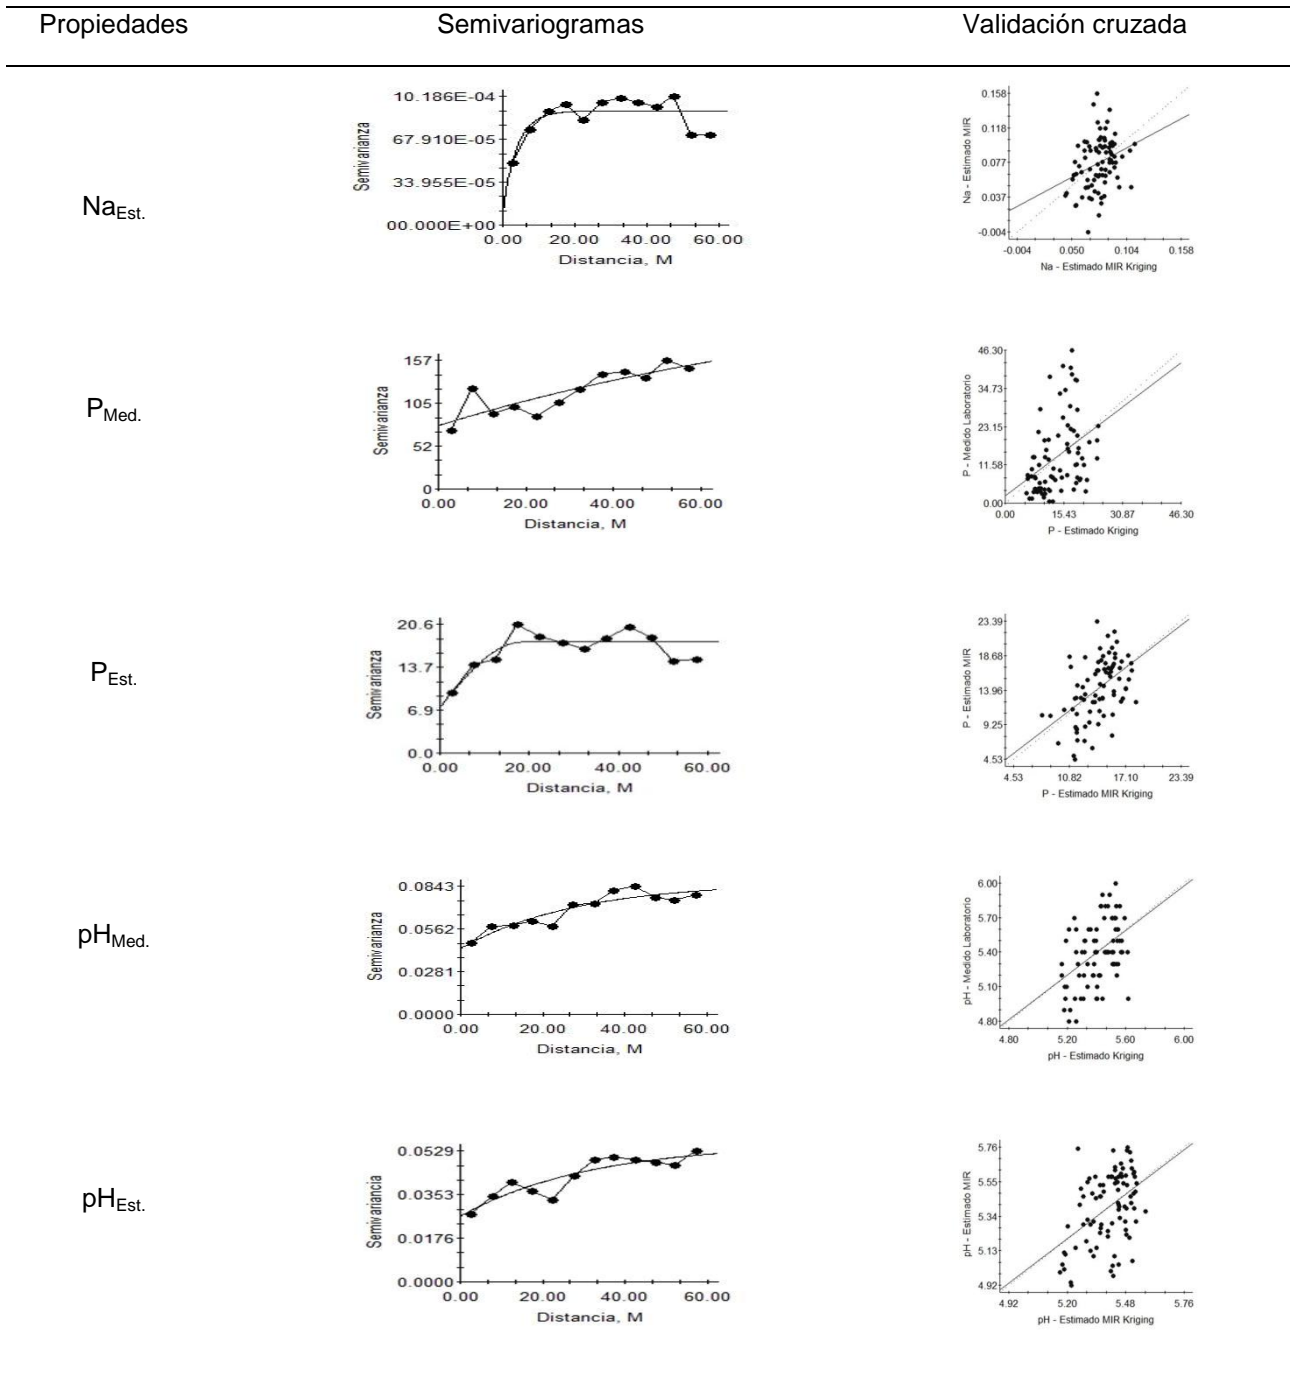 Propiedades Semivariogramas Validación cruzada
Na Est.
Semivarianza
10.186E-04
67.910E-05
33.955E-05
00.000E+00
0.00 20.00 40.00 60.00
Distancia, M
Na - Estimado MIR
0.158
0.118
0.077
0.037
-0.004
-0.004 0.050 0.104 0.158
Na - Estimado MIR Kriging
P Med.
Semivarianza
157
105
52
0
0.00 20.00 40.00 60.00
Distancia, M
P - Medido Laboratorio
46.30
34.73
23.15
11.58
0.00
0.00 15.43 30.87 46.30
P - Estimado Kriging
P Est.
Semivarianza
20.6
13.7
6.9
0.0
0.00 20.00 40.00 60.00
Distancia, M
P - Estimado MIR
23.39
18.68
13.96
9.25
4.53
4.53 10.82 17.10 23.39
P - Estimado MIR Kriging
pH Med.
Semivarianza
0.0843
0.0562
0.0281
0.0000
0.00 20.00 40.00 60.00
Distancia, M
pH - Medido Laboratorio
6.00
5.70
5.40
5.10
4.80
4.80 5.20 5.60 6.00
pH - Estimado Kriging
pH Est.
Semivariancia
0.0529
0.0353
0.0176
0.0000
0.00 20.00 40.00 60.00
Distancia, M
pH - Estimado MIR
5.76
5.55
5.34
5.13
4.92
4.92 5.20 5.48 5.76
pH - Estimado MIR Kriging